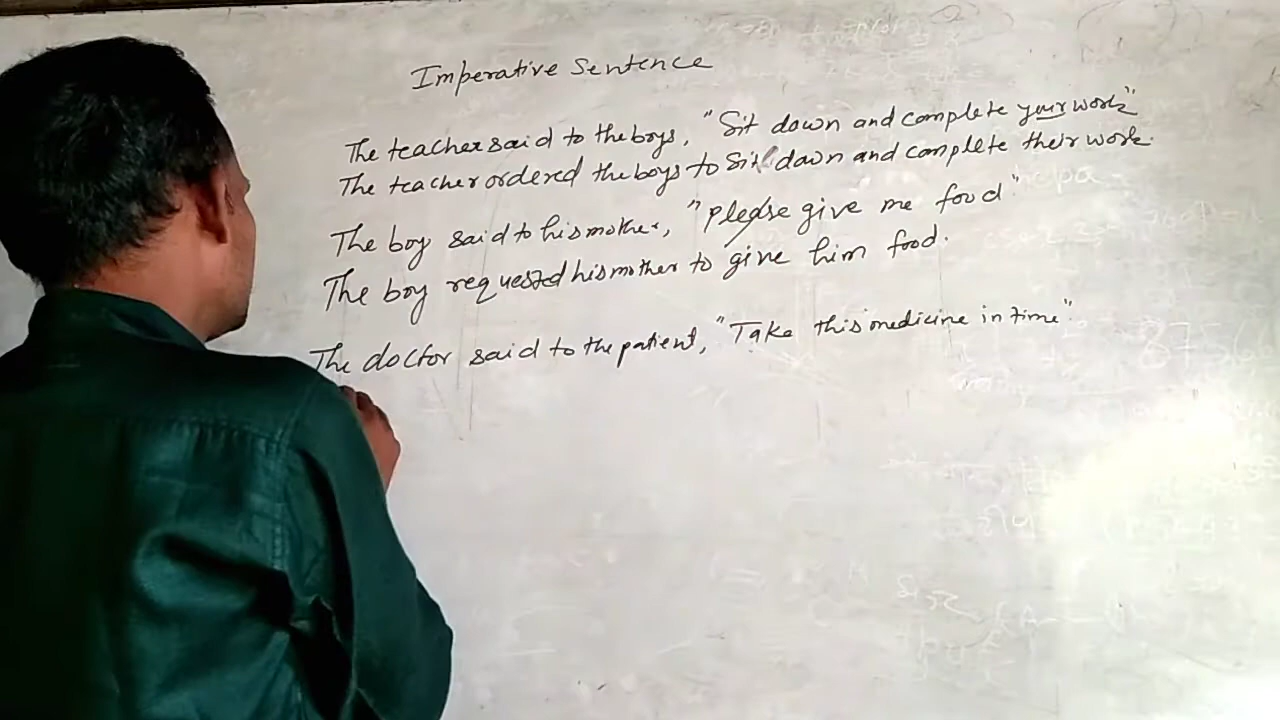 Imperative Sentence
The teacher said to the boys, "Sit down and complete your work"
The teacher ordered the boys to Sit down and complete their work.
The boy said to his mother, "please give me food"
The boy requested his mother to give him food.
The doctor said to the patient, "Take this medicine in time"